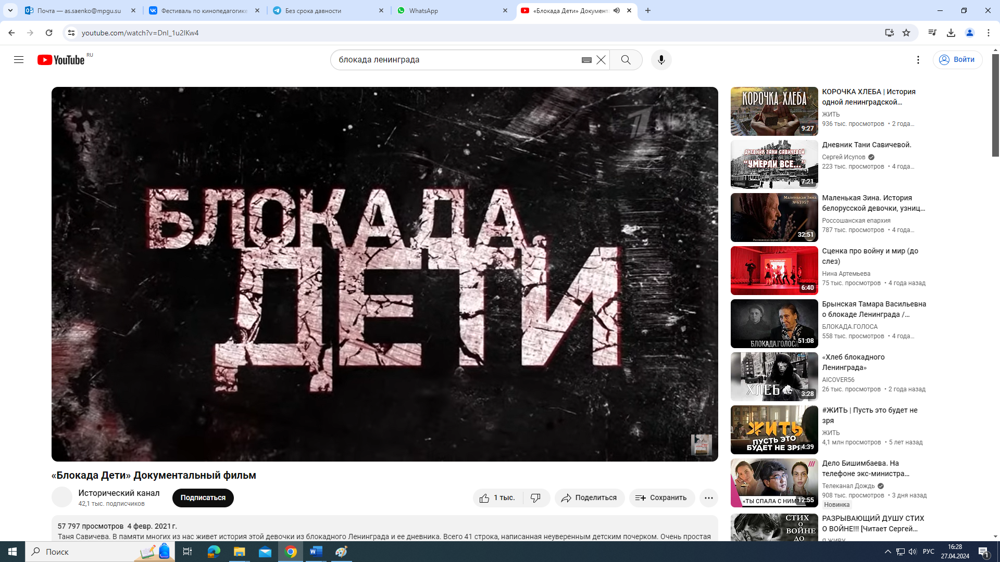 Почта — as.saenko@mpgu.su
Фестиваль по кинопедагогике
Без срока давности
WhatsApp
«Блокада Дети» Документа
youtube.com/watch?v=DnI_1u2lKw4
YouTube RU
блокада ленинграда
Войти
БЛОКАДА
ДЕТИ
«Блокада Дети» Документальный фильм
Исторический канал
42,1 тыс. подписчиков
Подписаться
1 тыс.
Поделиться
Сохранить
57 797 просмотров 4 февр. 2021 г.
Таня Савичева. В памяти многих из нас живет история этой девочки из блокадного Ленинграда и ее дневника. Всего 41 строка, написанная неуверенным детским почерком. Очень простая
КОРОЧКА ХЛЕБА
9:27
КОРОЧКА ХЛЕБА | История
одной ленинградской...
ЖИТЬ
936 тыс. просмотров • 2 года...
ДНЕВНИК ТАНИ САВИЧЕВОЙ
“УМЕРЛИ ВСЕ...”
7:21
Дневник Тани Савичевой.
Сергей Исупов
223 тыс. просмотров • 4 года...
Маленькая Зина.
№61957
32:51
Маленькая Зина. История
белорусской девочки, узниц...
Россошанская епархия
787 тыс. просмотров • 4 года...
6:40
Сценка про войну и мир (до
слез)
Нина Артемьева
75 тыс. просмотров • 4 года назад
БЛОКАДА.ГОЛОСА
51:08
Брынская Тамара Васильевна
о блокаде Ленинграда /...
БЛОКАДА.ГОЛОСА
558 тыс. просмотров • 4 года...
ХЛЕБ
3:28
«Хлеб блокадного
Ленинграда»
AICOVER56
26 тыс. просмотров • 2 года назад
ЖИТЬ
ПУСТЬ ЭТО
БУДЕТ НЕ ЗРЯ
4:39
#ЖИТЬ | Пусть это будет не
зря
ЖИТЬ
4,1 млн просмотров • 5 лет назад
«ТЫ СПАЛА С НИМ?
12:55
Дело Бишимбаева. На
телефоне экс-министра...
Телеканал Дождь
908 тыс. просмотров • 3 дня назад
Новинка
СТИХ
О
ВОЙНЕ
ДО
РАЗРЫВАЮЩИЙ ДУШУ СТИХ
О ВОЙНЕ!!! [Читает Сергей...
Я ЖИВУ
Поиск
РУС
16:28
27.04.2024
1